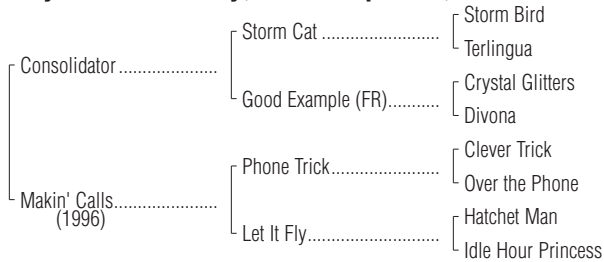 Storm Bird
Storm Cat ........................
Terlingua
Consolidator ....................
Crystal Glitters
Good Example (FR)...........
Divona
Clever Trick
Phone Trick.......................
Over the Phone
Makin' Calls.....................
(1996)
Hatchet Man
Let It Fly............................
Idle Hour Princess